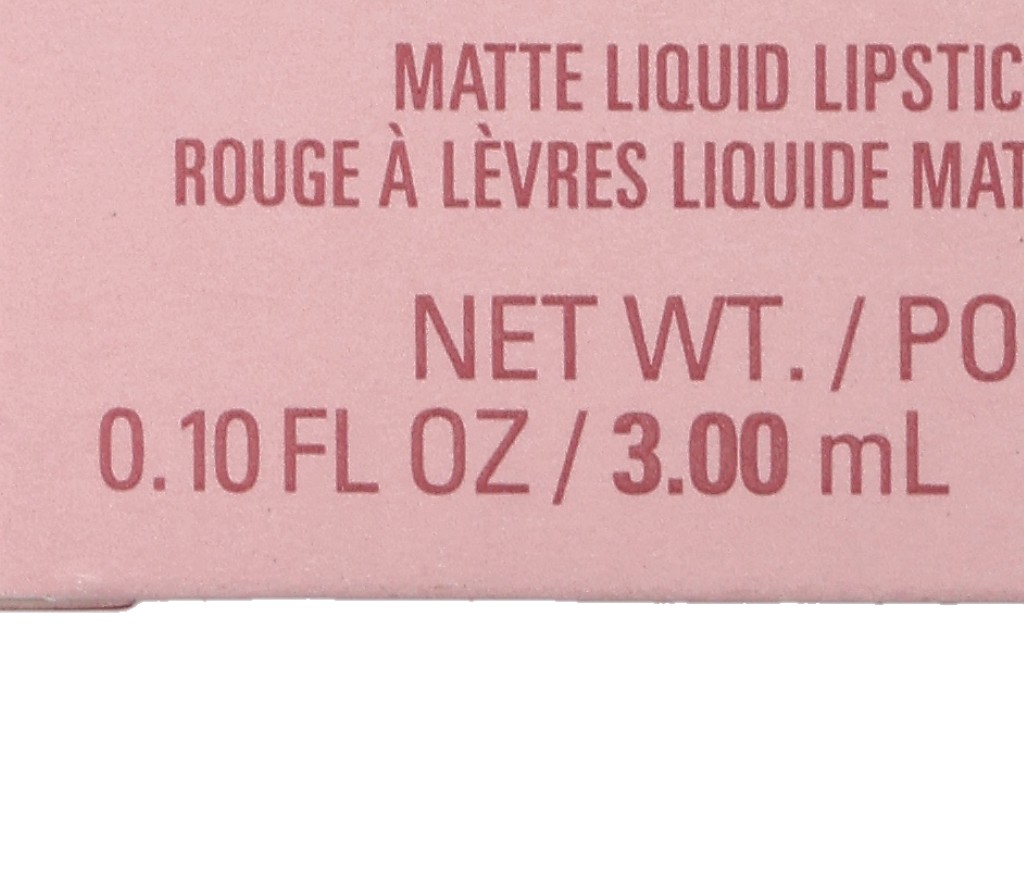 MATTE LIQUID LIPSTIC
ROUGE À LÈVRES LIQUIDE MAT
NET WT. / PO
0.10 FL OZ / 3.00 mL